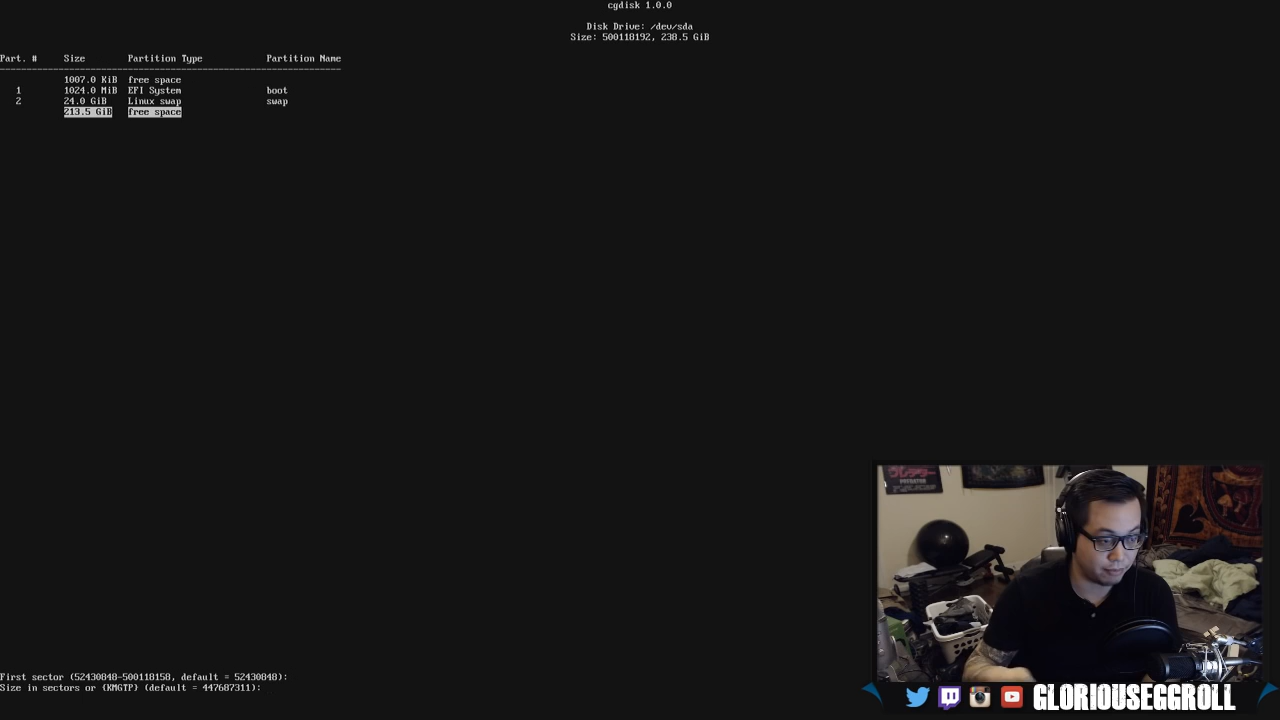 cgdisk 1.0.0
Disk Drive: /dev/sda
Size: 500118192, 238.5 GiB
Part. # Size Partition Type Partition Name
1007.0 KiB free space
1 1024.0 MiB EFI System boot
2 24.0 GiB Linux swap swap
213.5 GiB free space
PREDATOR
First sector (52430848-500118158, default = 52430848):
Size in sectors or {KMGTP} (default = 447687311):
GLORIOUSEGGROLL